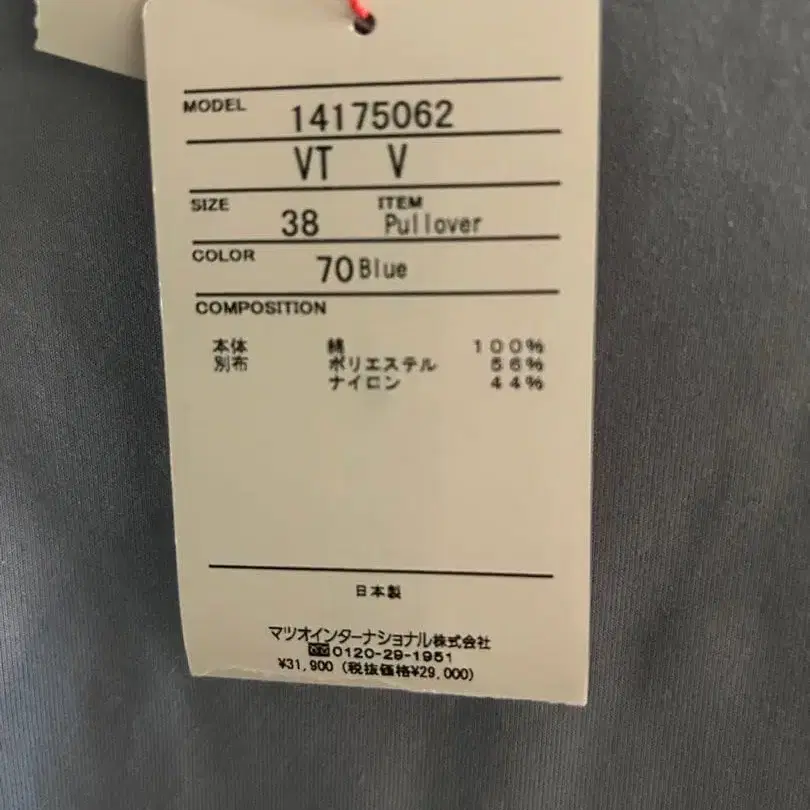 MODEL 14175062
VT V
SIZE 38 ITEM Pullover
COLOR 70 Blue
COMPOSITION
本体 綿 100%
別布 ポリエステル 56%
ナイロン 44%
日本製
マツオインターナショナル株式会社
0120-29-1951
¥31,900 (税抜価格¥29,000)